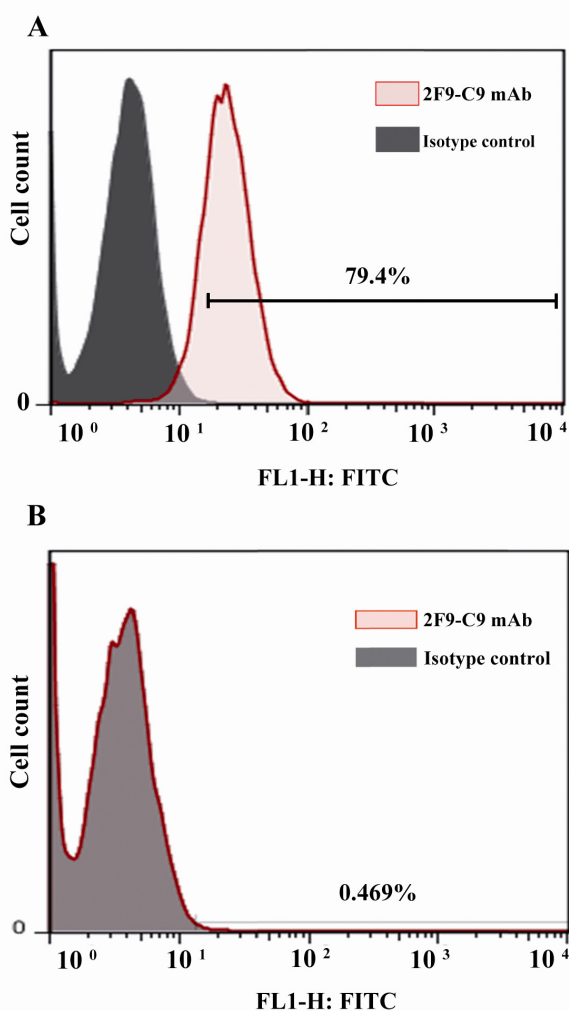 A
Cell count
2F9-C9 mAb
Isotype control
79.4%
0
10 0 10 1 10 2 10 3 10 4
FL1-H: FITC
B
Cell count
2F9-C9 mAb
Isotype control
0.469%
0
10 0 10 1 10 2 10 3 10 4
FL1-H: FITC